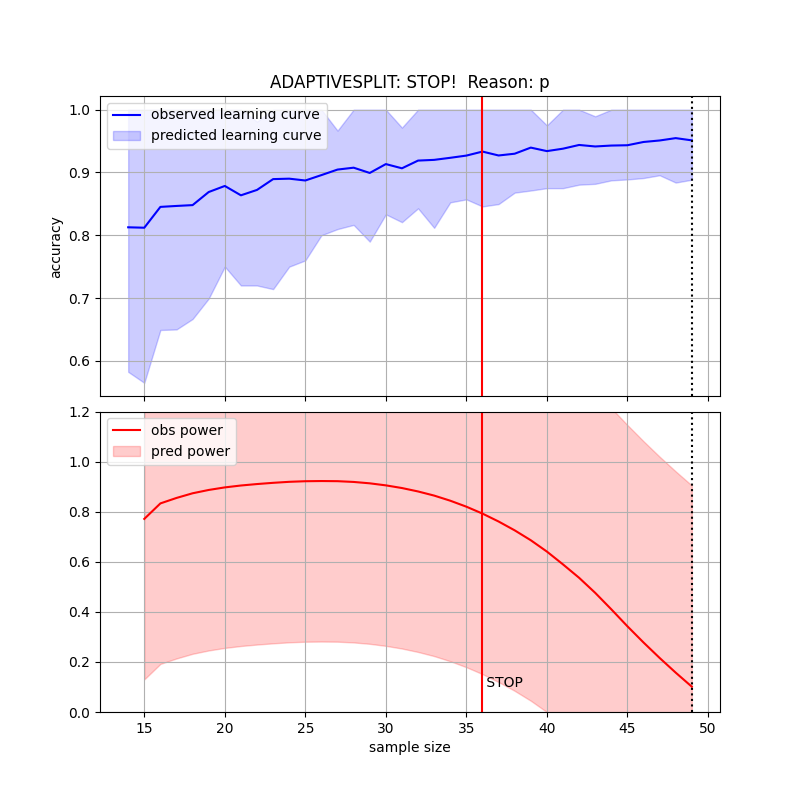 ADAPTIVESPLIT: STOP!  Reason: p
observed learning curve
predicted learning curve
1.0
0.9
0.8
0.7
0.6
accuracy
obs power
pred power
1.2
1.0
0.8
0.6
0.4
0.2
0.0
STOP
15 20 25 30 35 40 45 50
sample size